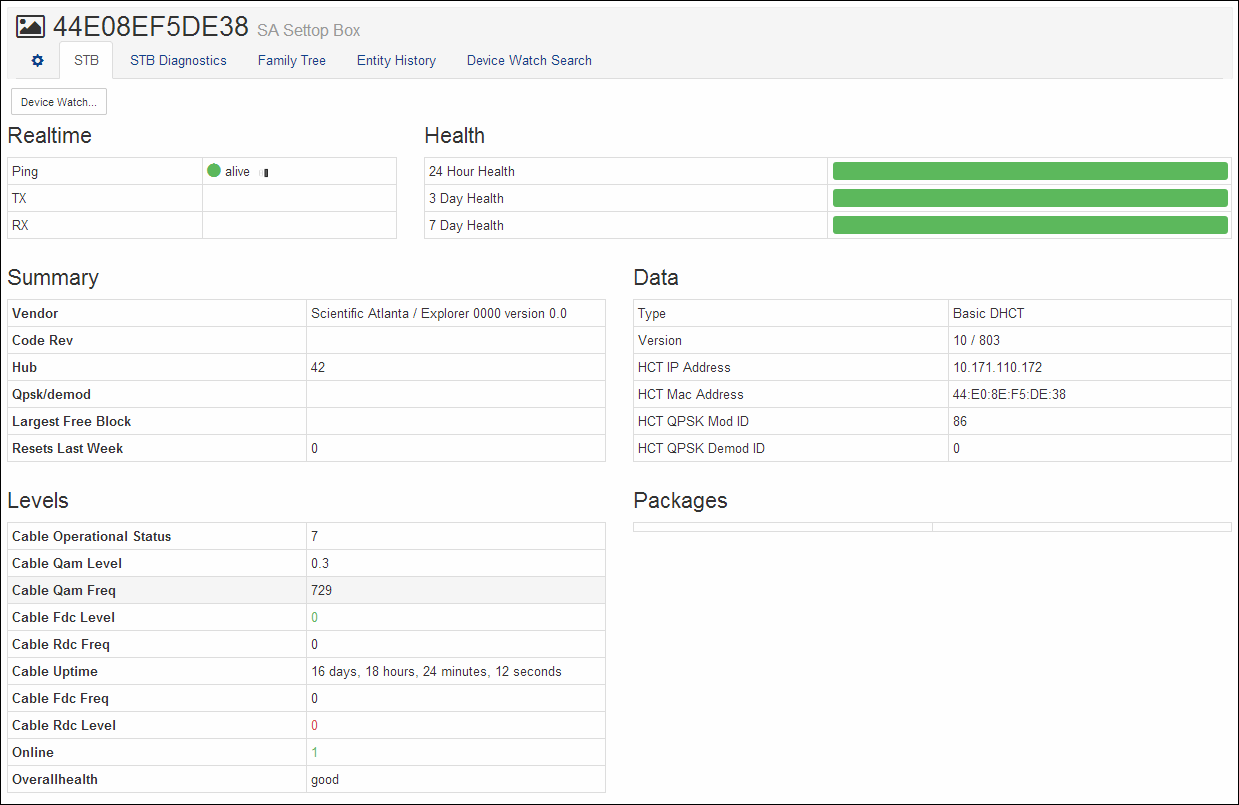 44E08EF5DE38 SA Settop Box
STB STB Diagnostics Family Tree Entity History Device Watch Search
Device Watch...
Realtime
Ping alive
TX
RX
Health
24 Hour Health
3 Day Health
7 Day Health
Summary
Vendor Scientific Atlanta / Explorer 0000 version 0.0
Code Rev
Hub 42
Qpsk/demod
Largest Free Block
Resets Last Week 0
Data
Type Basic DHCT
Version 10 / 803
HCT IP Address 10.171.110.172
HCT Mac Address 44:E0:8E:F5:DE:38
HCT QPSK Mod ID 86
HCT QPSK Demod ID 0
Levels
Cable Operational Status 7
Cable Qam Level 0.3
Cable Qam Freq 729
Cable Fdc Level 0
Cable Rdc Freq 0
Cable Uptime 16 days, 18 hours, 24 minutes, 12 seconds
Cable Fdc Freq 0
Cable Rdc Level 0
Online 1
Overallhealth good
Packages